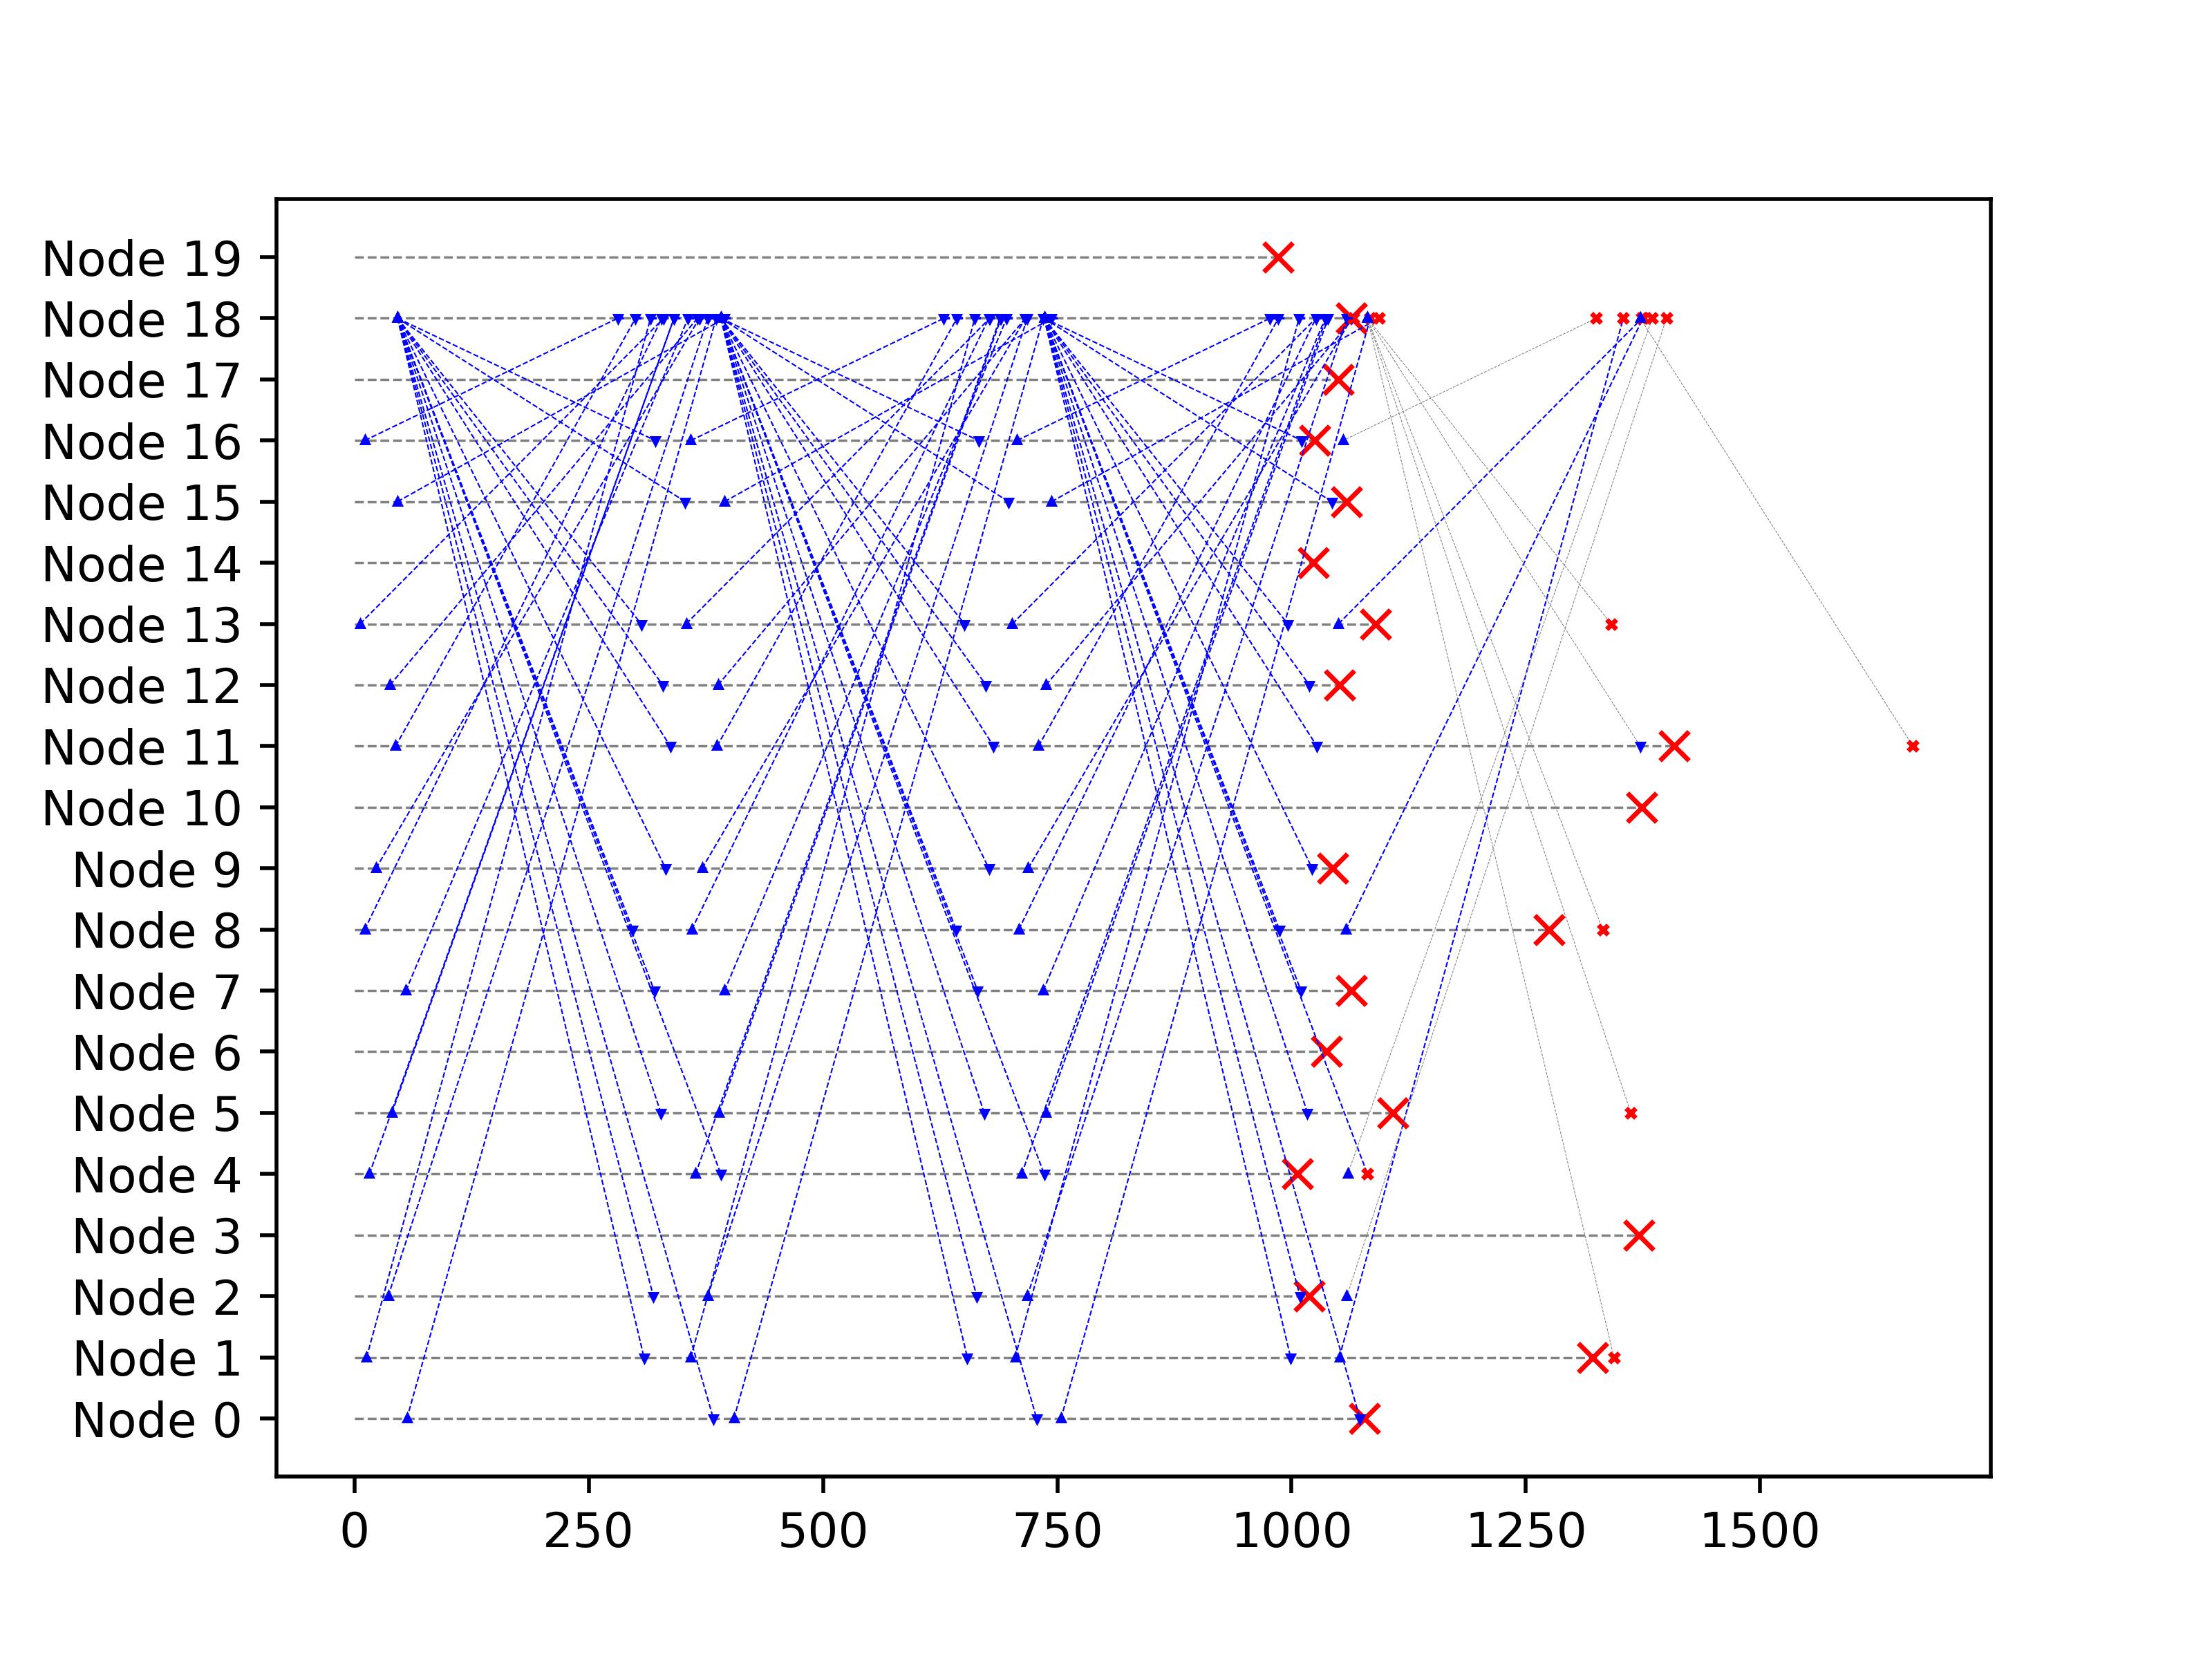 Node 19
Node 18
Node 17
Node 16
Node 15
Node 14
Node 13
Node 12
Node 11
Node 10
Node 9
Node 8
Node 7
Node 6
Node 5
Node 4
Node 3
Node 2
Node 1
Node 0
0 250 500 750 1000 1250 1500